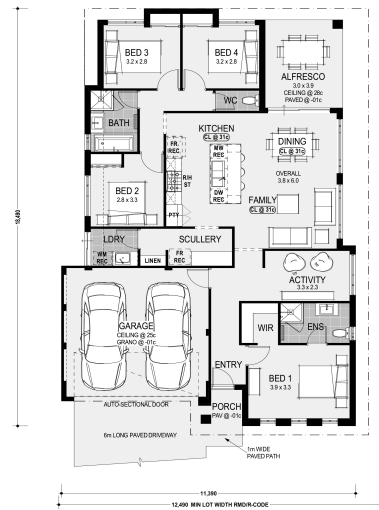 BED 3
3.2 x 2.8
BED 4
3.2 x 2.8
ALFRESCO
3.0 x 3.9
CEILING @ 28c
PAVED @ -01c
WC
BATH
KITCHEN
CL @ 31c
FR.
REC
MW
REC
DINING
CL @ 31c
R/H
ST
OVERALL
3.8 x 6.0
BED 2
2.8 x 3.3
DW
REC
FAMILY
CL @ 31c
PTY
LDRY
SCULLERY
WM
REC
LINEN
FR
REC
ACTIVITY
3.3 x 2.3
GARAGE
CEILING @ 25c
GRANO @ -01c
WIR
ENS
ENTRY
BED 1
3.9 x 3.3
AUTO-SECTIONAL DOOR
PORCH
PAV @ -01c
6m LONG PAVED DRIVEWAY
1m WIDE
PAVED PATH
18,490
11,390
12,490 MIN LOT WIDTH RMD/R-CODE